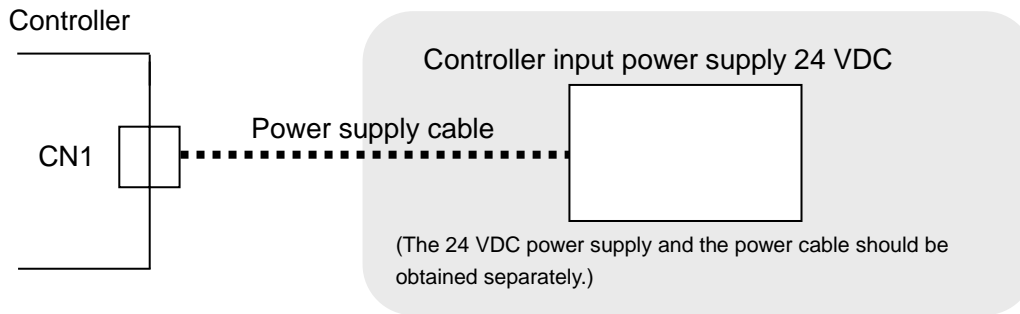 Controller
Controller input power supply 24 VDC
Power supply cable
CN1
(The 24 VDC power supply and the power cable should be
obtained separately.)